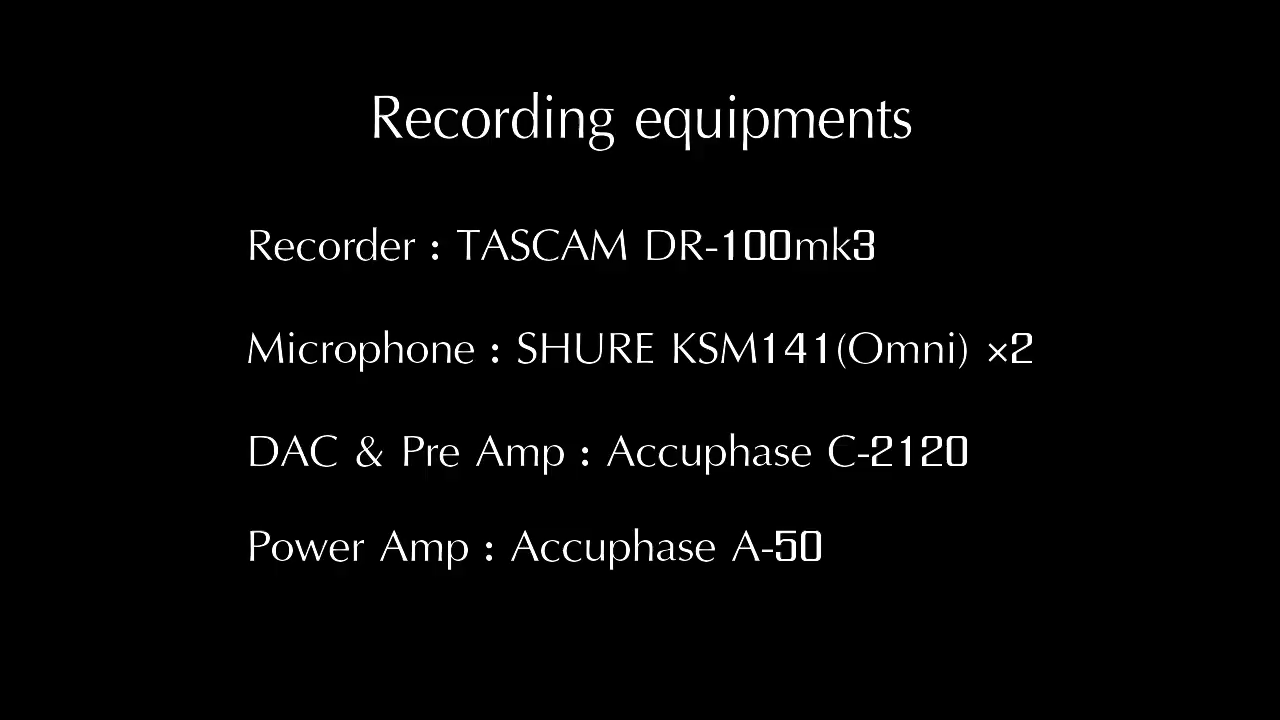 Recording equipments
Recorder : TASCAM DR-100mk3
Microphone : SHURE KSM141(Omni) ×2
DAC & Pre Amp : Accuphase C-2120
Power Amp : Accuphase A-50